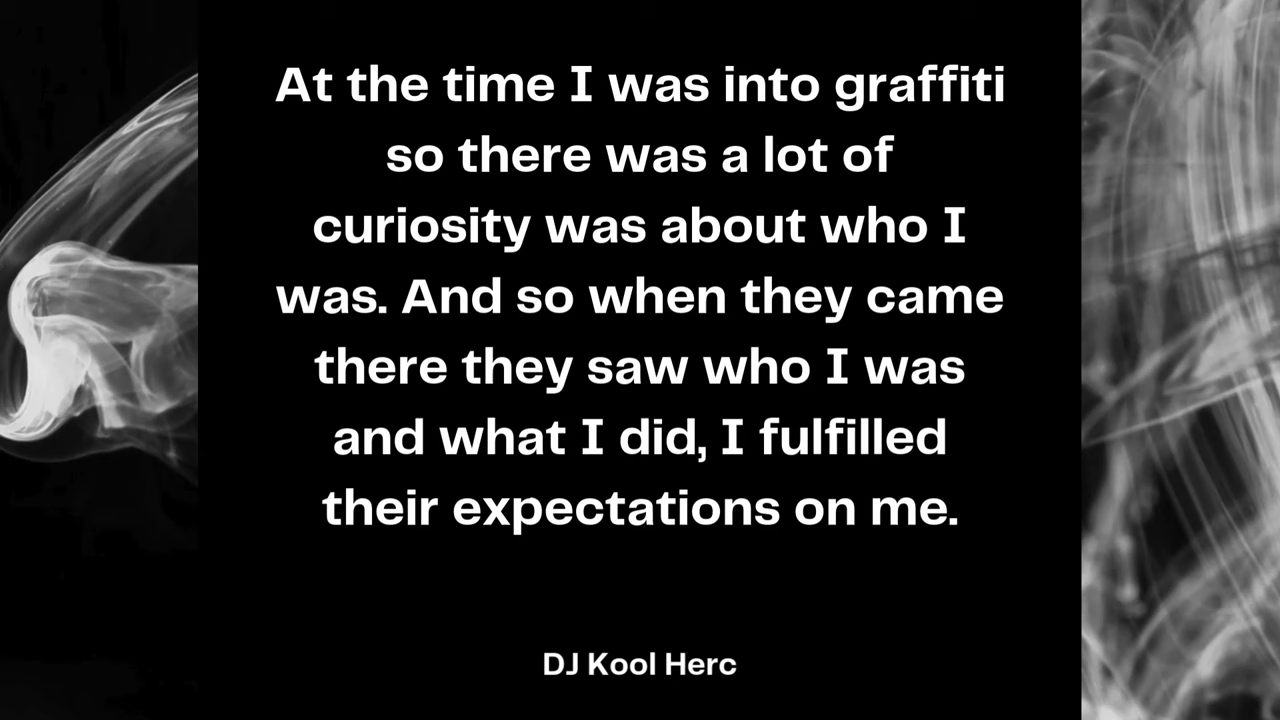 At the time I was into graffiti
so there was a lot of
curiosity was about who I
was. And so when they came
there they saw who I was
and what I did, I fulfilled
their expectations on me.
DJ Kool Herc